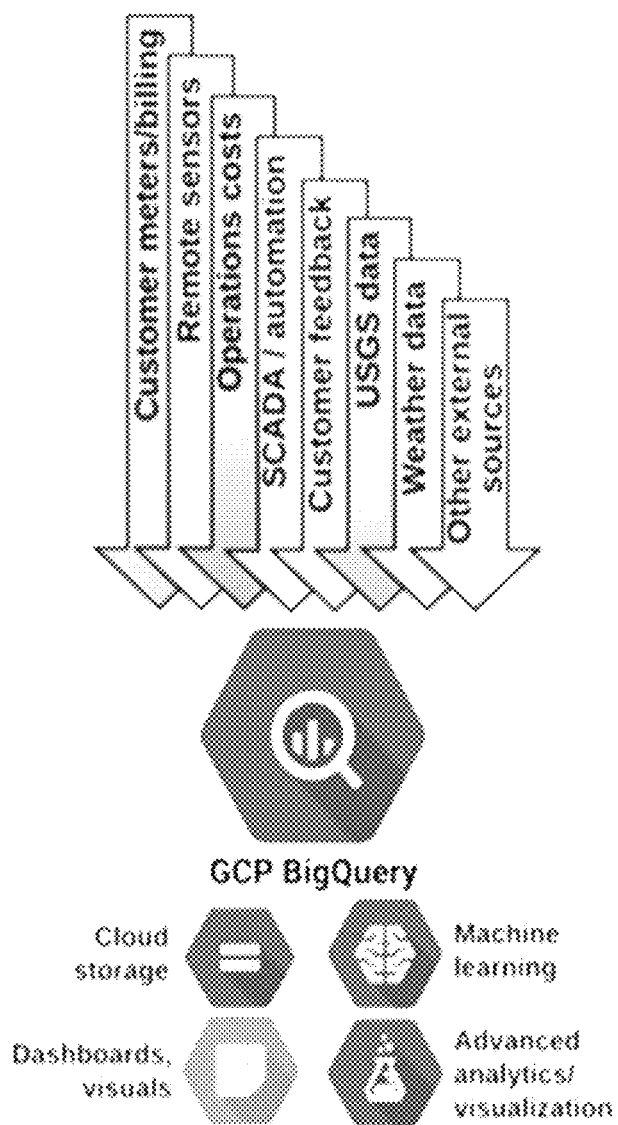 Customer meters/billing
Remote sensors
Operations costs
SCADA / automation
Customer feedback
USGS data
Weather data
Other external
sources
GCP BigQuery
Cloud
storage
Machine
learning
Dashboards,
visuals
Advanced
analytics/
visualization